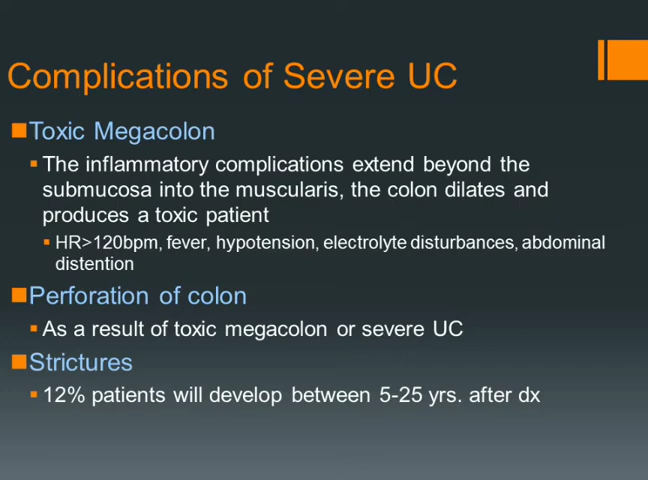 Complications of Severe UC
Toxic Megacolon
The inflammatory complications extend beyond the
submucosa into the muscularis, the colon dilates and
produces a toxic patient
HR>120bpm, fever, hypotension, electrolyte disturbances, abdominal
distention
Perforation of colon
As a result of toxic megacolon or severe UC
Strictures
12% patients will develop between 5-25 yrs. after dx